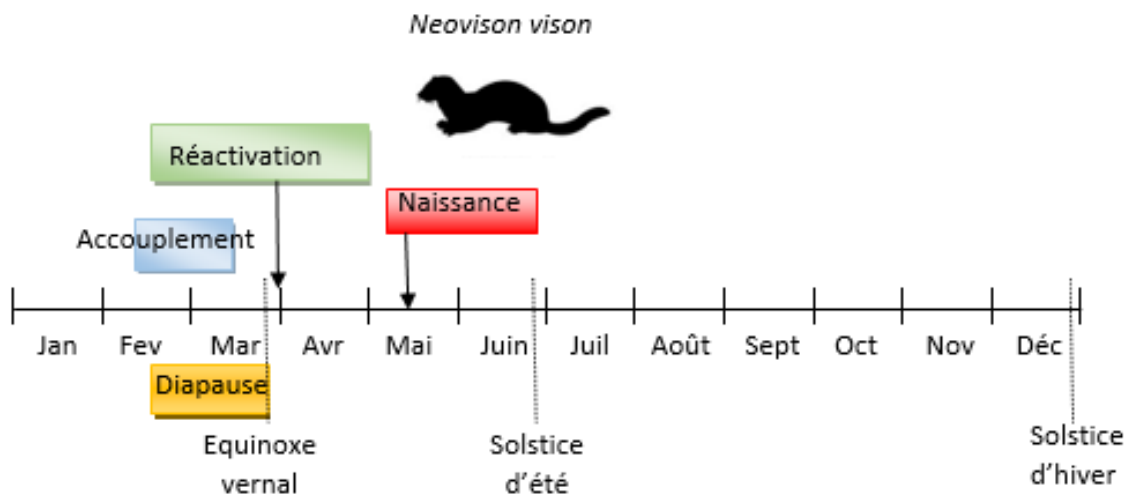 Neovison vison
Réactivation
Naissance
Accouplement
Jan Fev Mar Avr Mai Juin Juil Août Sept Oct Nov Déc
Diapause
Equinoxe
vernal
Solstice
d'été
Solstice
d'hiver